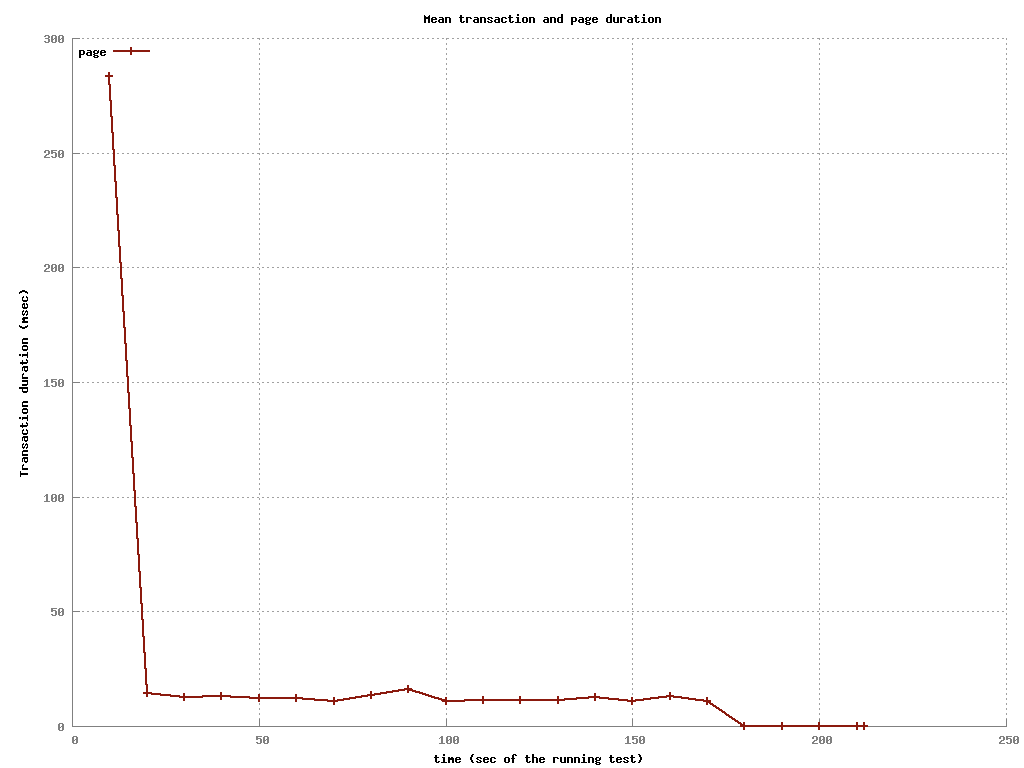 Mean transaction and page duration
300
page
250
200
150
100
50
0
Transaction duration (msec)
0 50 100 150 200 250
time (sec of the running test)